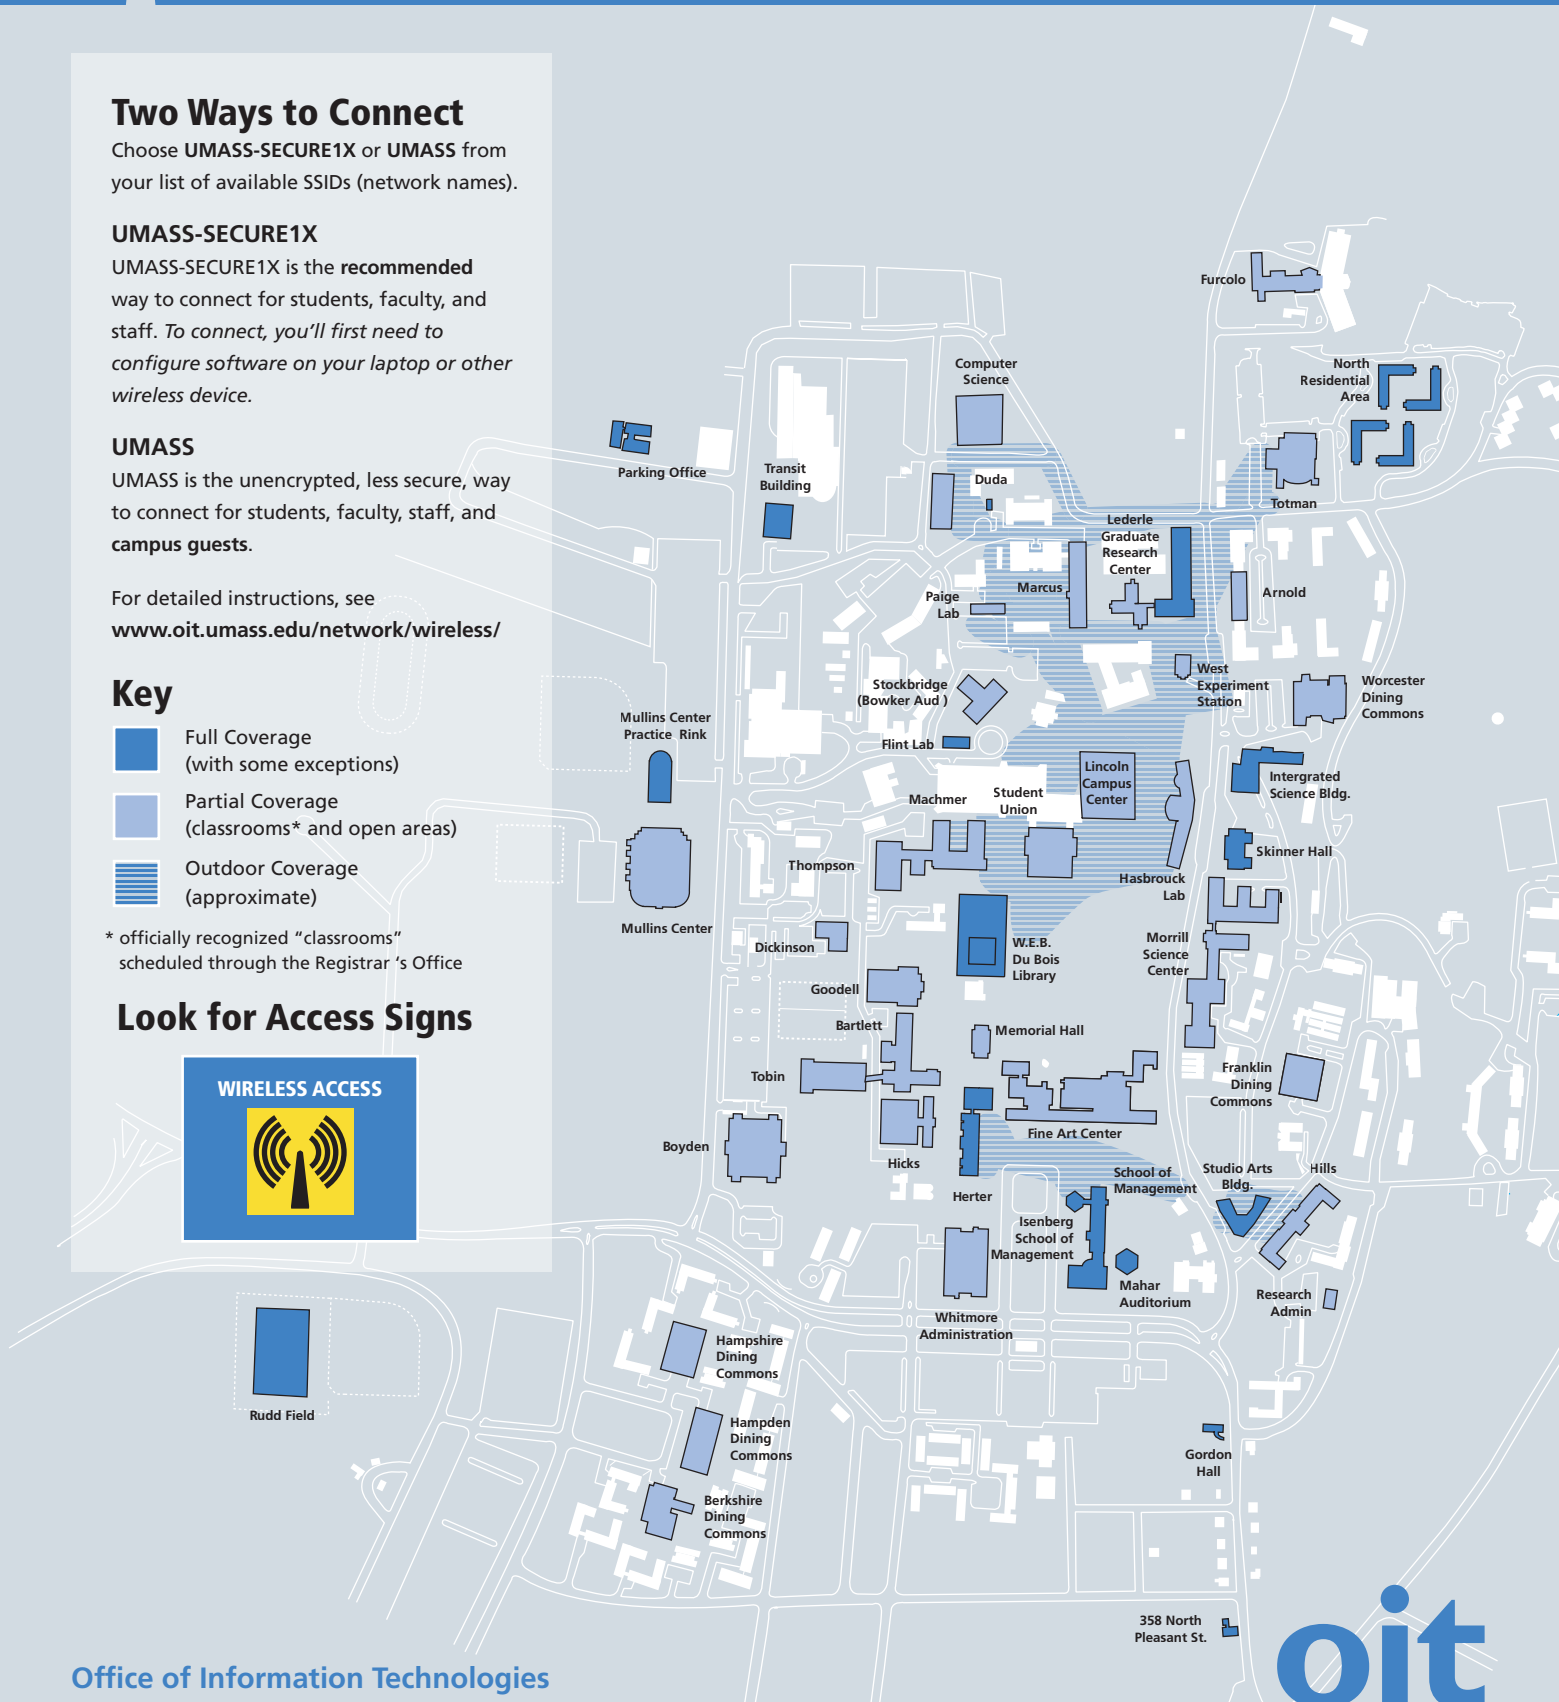 Two Ways to Connect
Choose UMASS-SECURE1X or UMASS from
your list of available SSIDs (network names).
UMASS-SECURE1X
UMASS-SECURE1X is the recommended
way to connect for students, faculty, and
staff. To connect, you’ll first need to
configure software on your laptop or other
wireless device.
UMASS
UMASS is the unencrypted, less secure, way
to connect for students, faculty, staff, and
campus guests.
For detailed instructions, see
www.oit.umass.edu/network/wireless/
Key
Full Coverage
(with some exceptions)
Partial Coverage
(classrooms* and open areas)
Outdoor Coverage
(approximate)
* officially recognized “classrooms”
scheduled through the Registrar ‘s Office
Look for Access Signs
WIRELESS ACCESS
Furcolo
Computer
Science
North
Residential
Area
Parking Office
Transit
Building
Duda
Totman
Lederle
Graduate
Research
Center
Marcus
Paige
Lab
Arnold
West
Experiment
Station
Stockbridge
(Bowker Aud )
Worcester
Dining
Commons
Mullins Center
Practice Rink
Flint Lab
Lincoln
Campus
Center
Intergrated
Science Bldg.
Machmer
Student
Union
Thompson
Skinner Hall
Hasbrouck
Lab
Mullins Center
Dickinson
W.E.B.
Du Bois
Library
Morrill
Science
Center
Goodell
Bartlett
Memorial Hall
Tobin
Franklin
Dining
Commons
Boyden
Fine Art Center
Hicks
Herter
School of
Management
Studio Arts
Bldg.
Hills
Isenberg
School of
Management
Mahar
Auditorium
Research
Admin
Whitmore
Administration
Hampshire
Dining
Commons
Rudd Field
Hampden
Dining
Commons
Gordon
Hall
Berkshire
Dining
Commons
358 North
Pleasant St.
Office of Information Technologies
oit